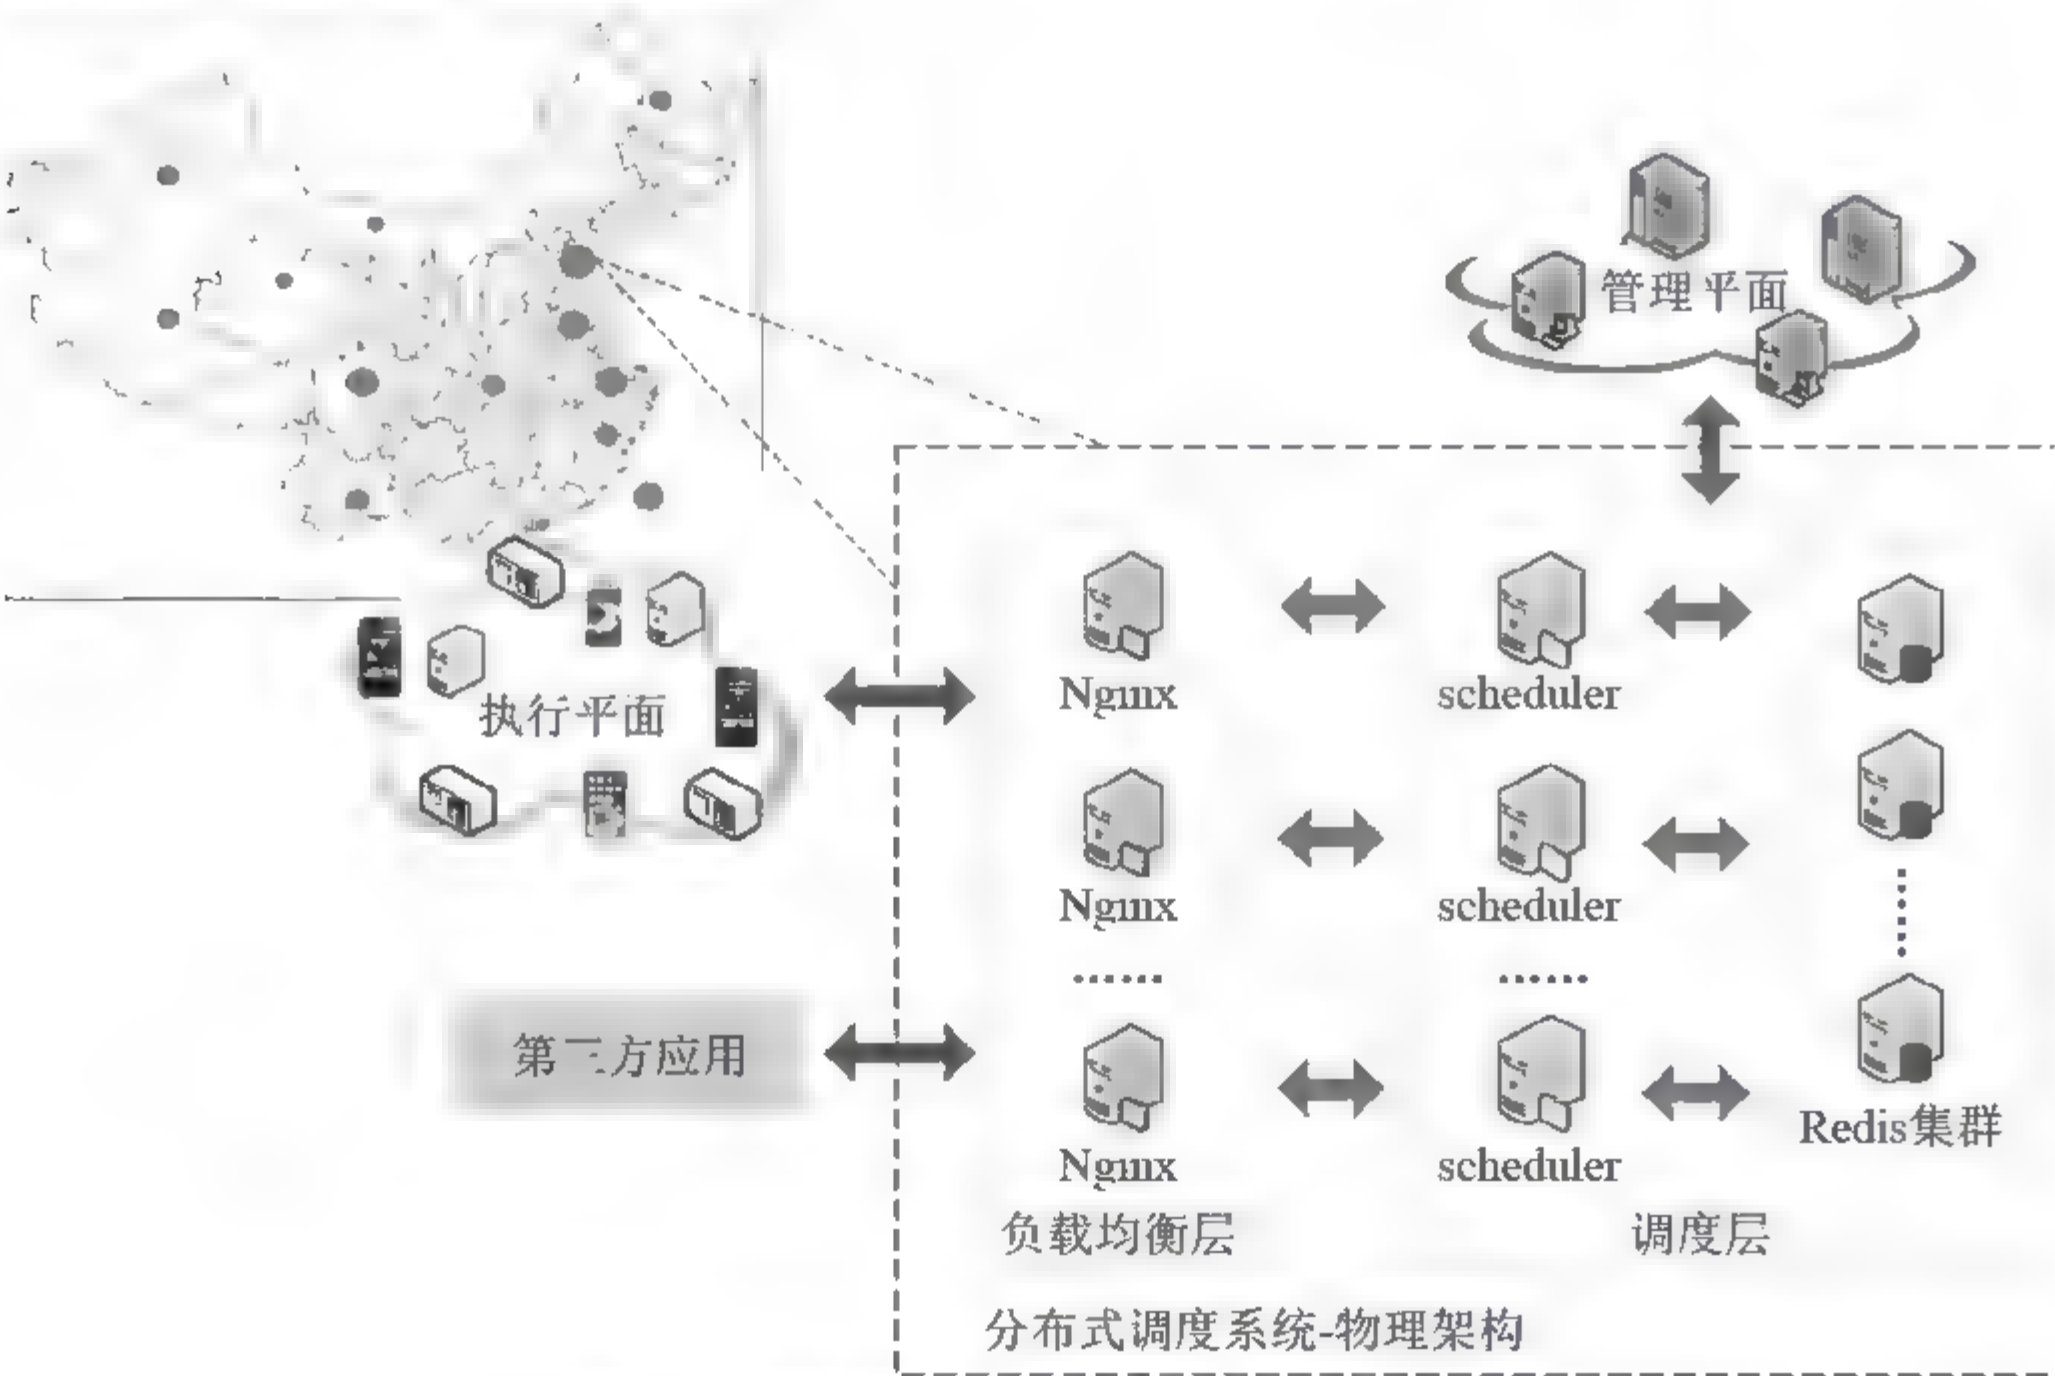 管理平面
执行平面
Nginx
scheduler
Nginx
scheduler
第三方应用
Nginx
scheduler
Redis集群
负载均衡层
调度层
分布式调度系统-物理架构